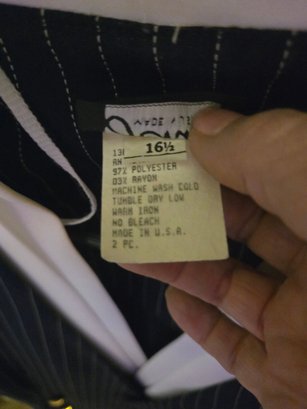 16½
RN
97% POLYESTER
03% RAYON
MACHINE WASH COLD
TUMBLE DRY LOW
WARM IRON
NO BLEACH
MADE IN U.S.A.
2 PC.